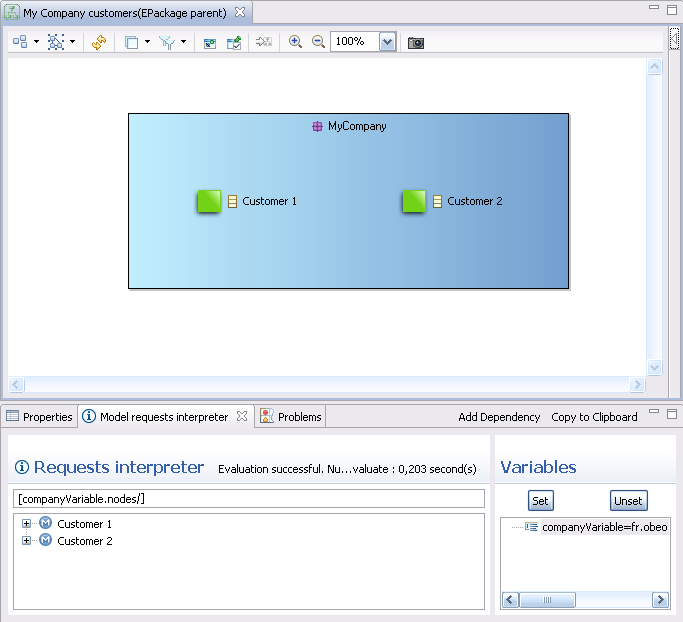 My Company customers(EPackage parent)
100%
MyCompany
Customer 1
Customer 2
Properties
Model requests interpreter
Problems
Add Dependency
Copy to Clipboard
Requests interpreter
Evaluation successful. Nu...valuate : 0,203 second(s)
Variables
[companyVariable.nodes/]
Set
Unset
Customer 1
Customer 2
companyVariable=fr.obeo